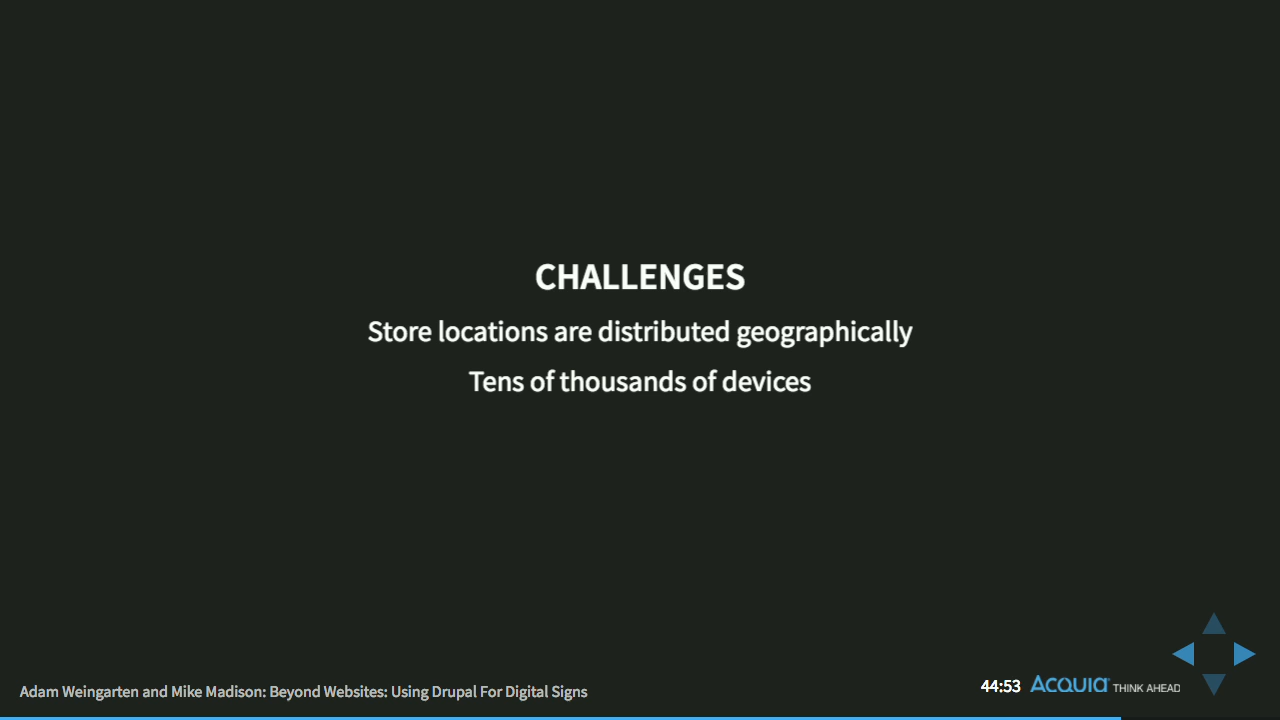 CHALLENGES
Store locations are distributed geographically
Tens of thousands of devices
Adam Weingarten and Mike Madison: Beyond Websites: Using Drupal For Digital Signs
44:53 Acquia THINK AHEAD